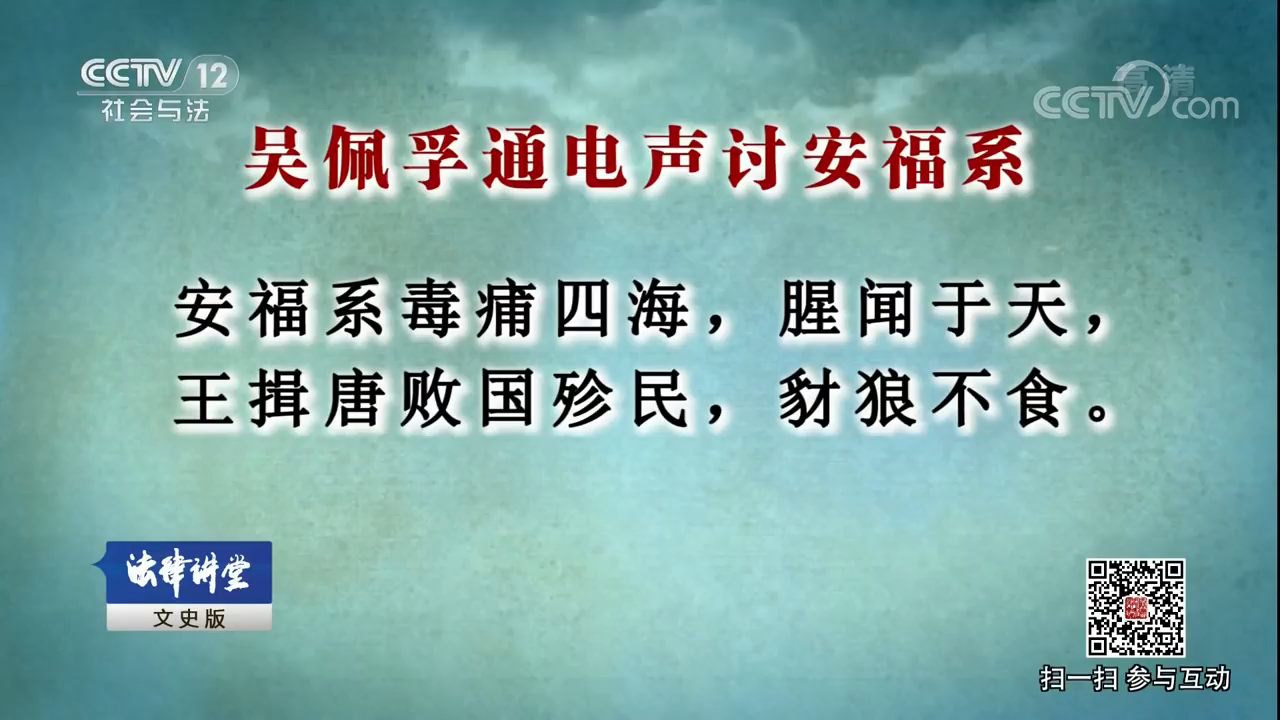 CCTV 12
社会与法
高清
CCTV.com
吴佩孚通电声讨安福系
安福系毒痡四海，腥闻于天，
王揖唐败国殄民，豺狼不食。
法律讲堂
文史版
扫一扫 参与互动